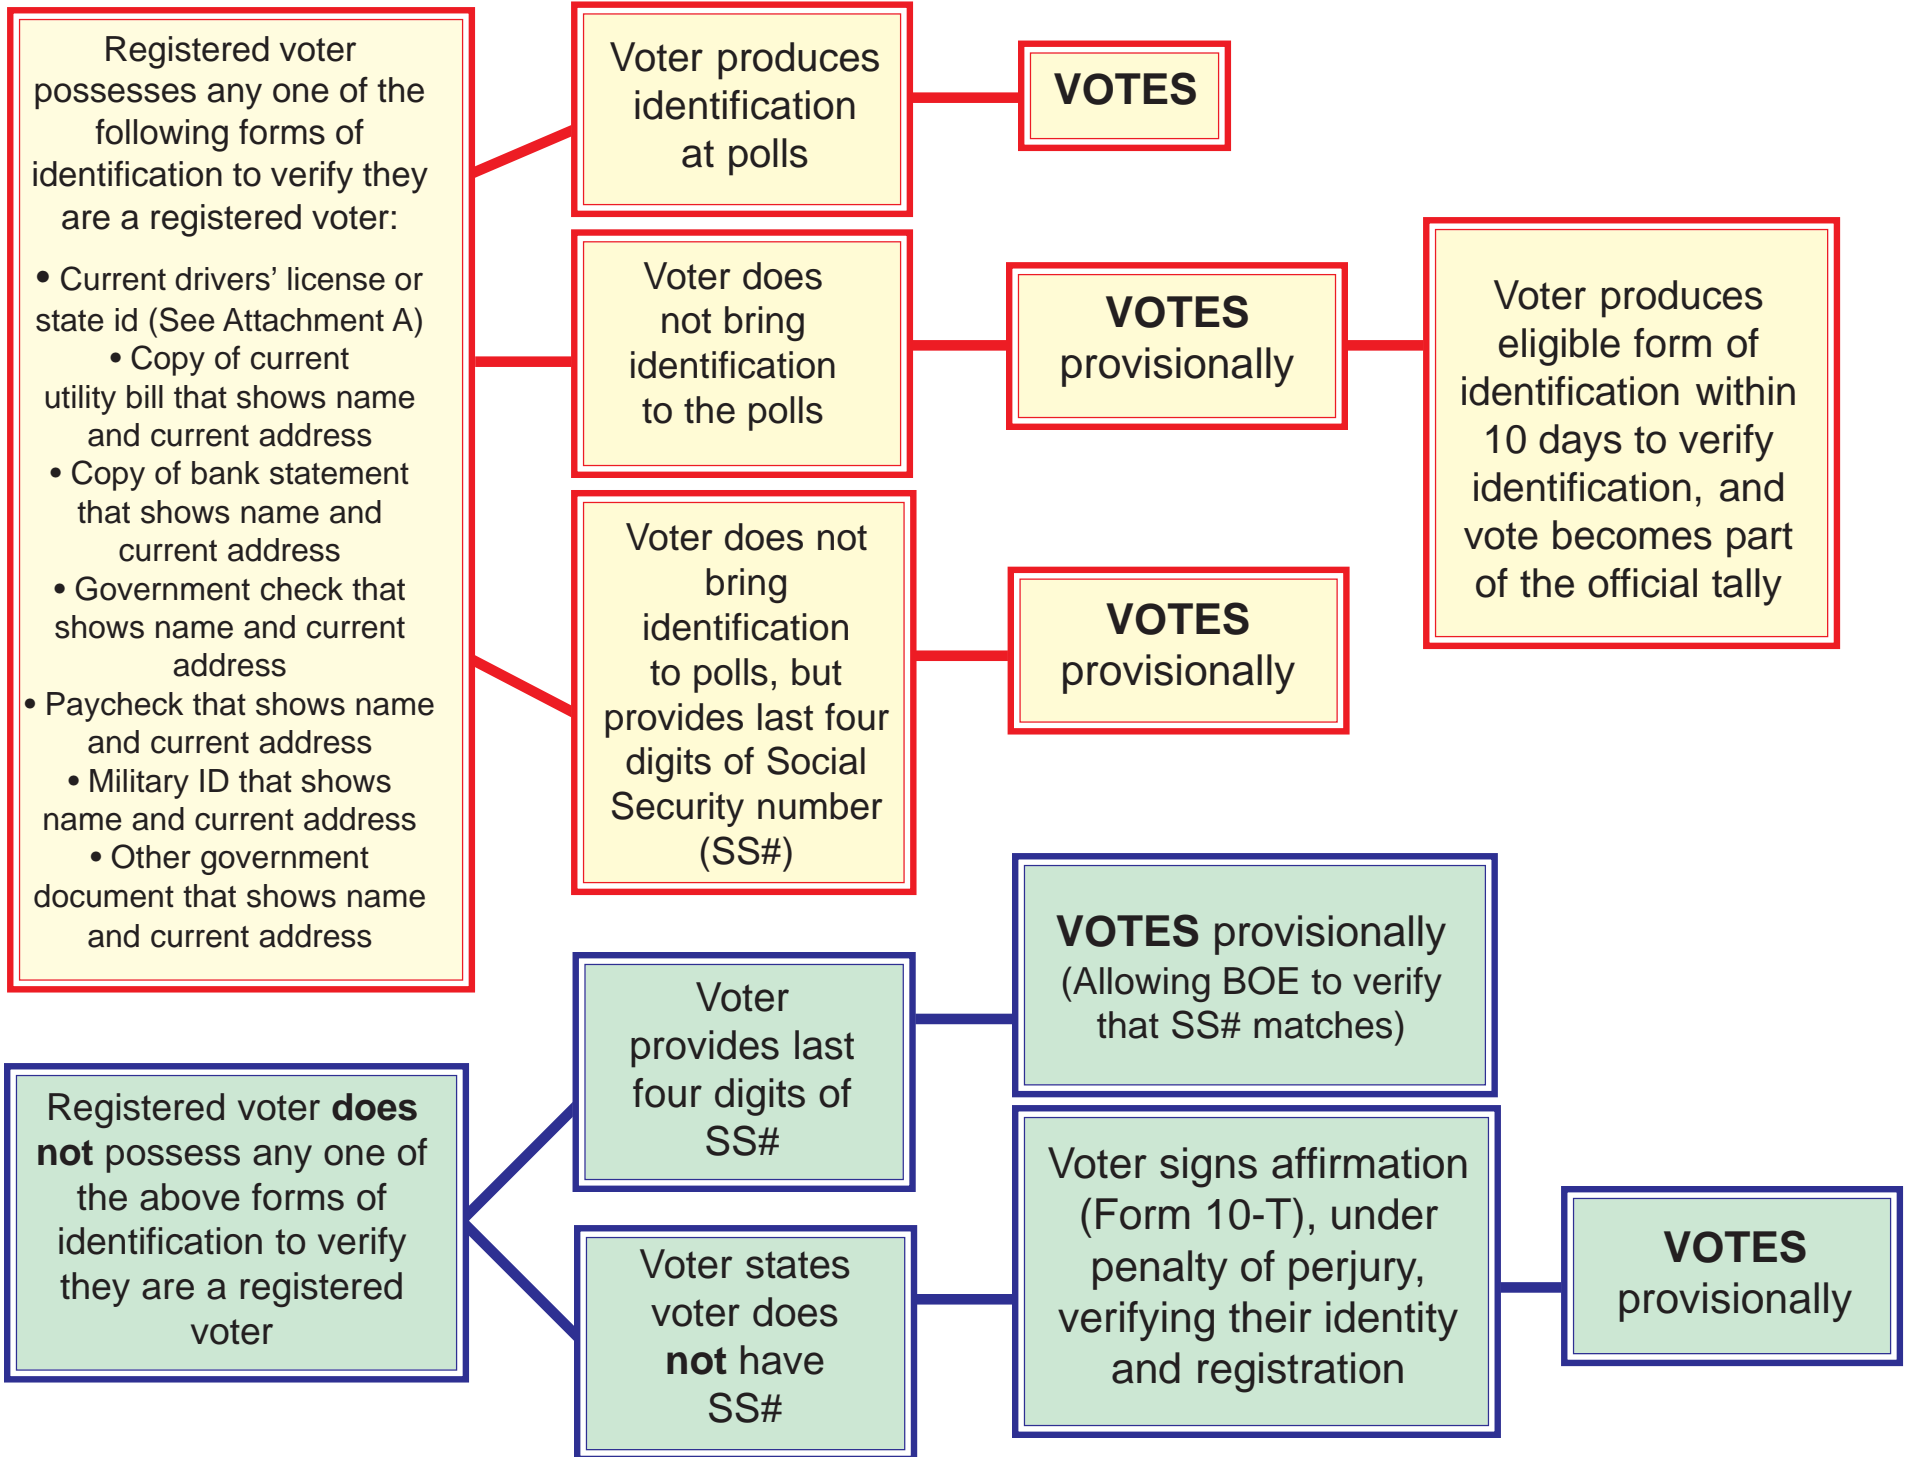 Registered voter
possesses any one of the
following forms of
identification to verify they
are a registered voter:
• Current drivers’ license or
state id (See Attachment A)
• Copy of current
utility bill that shows name
and current address
• Copy of bank statement
that shows name and
current address
• Government check that
shows name and current
address
• Paycheck that shows name
and current address
• Military ID that shows
name and current address
• Other government
document that shows name
and current address
Voter produces
identification
at polls
VOTES
Voter does
not bring
identification
to the polls
VOTES
provisionally
Voter produces
eligible form of
identification within
10 days to verify
identification, and
vote becomes part
of the official tally
Voter does not
bring
identification
to polls, but
provides last four
digits of Social
Security number
(SS#)
VOTES
provisionally
Registered voter does
not possess any one of
the above forms of
identification to verify
they are a registered
voter
Voter
provides last
four digits of
SS#
VOTES provisionally
(Allowing BOE to verify
that SS# matches)
Voter states
voter does
not have
SS#
Voter signs affirmation
(Form 10-T), under
penalty of perjury,
verifying their identity
and registration
VOTES
provisionally